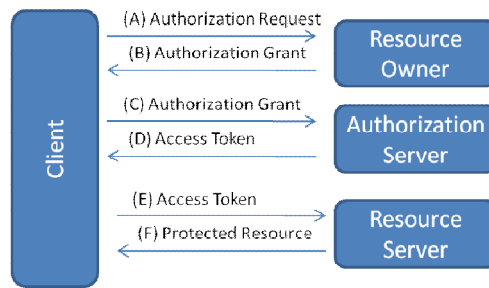 (A) Authorization Request
(B) Authorization Grant
Resource
Owner
(C) Authorization Grant
(D) Access Token
Authorization
Server
Client
(E) Access Token
(F) Protected Resource
Resource
Server